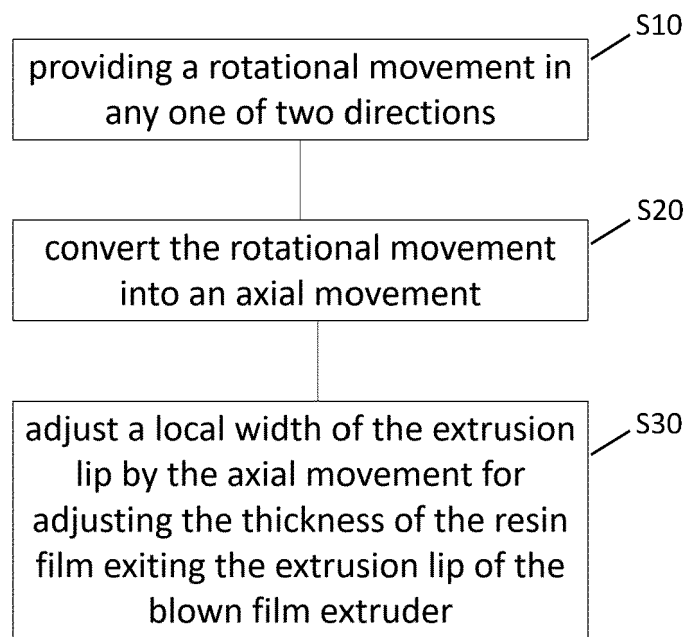 S10
providing a rotational movement in
any one of two directions
S20
convert the rotational movement
into an axial movement
S30
adjust a local width of the extrusion
lip by the axial movement for
adjusting the thickness of the resin
film exiting the extrusion lip of the
blown film extruder